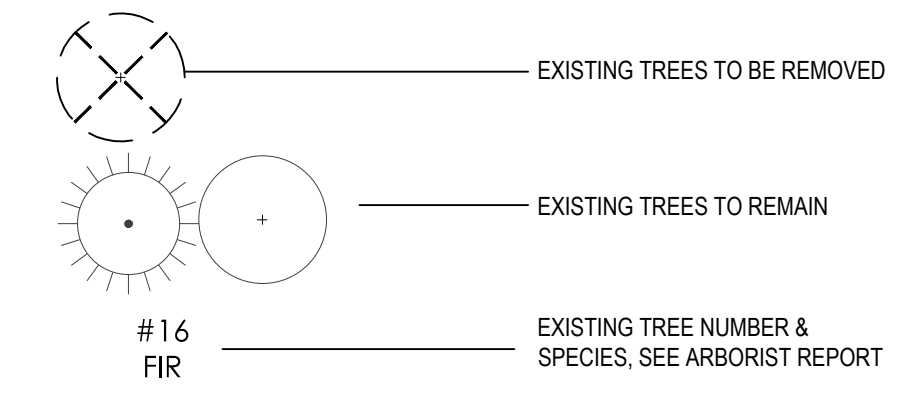 EXISTING TREES TO BE REMOVED
EXISTING TREES TO REMAIN
#16
FIR
EXISTING TREE NUMBER &
SPECIES, SEE ARBORIST REPORT